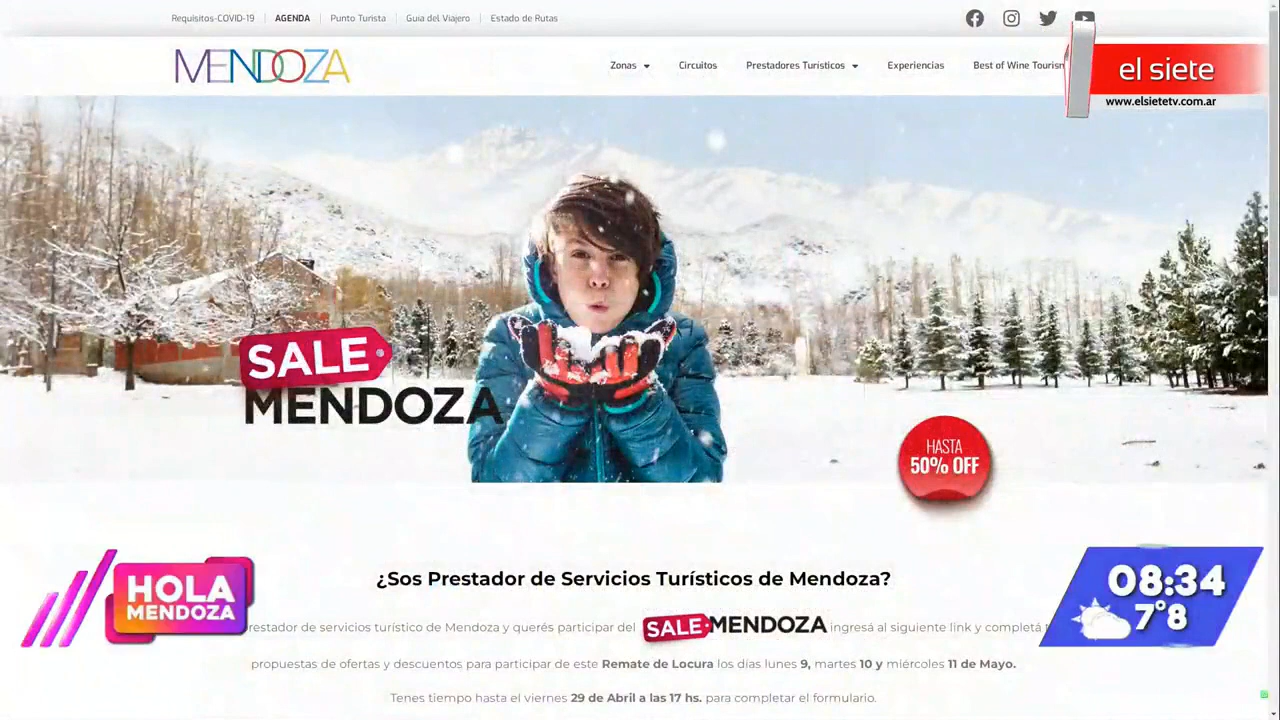 Requisitos-COVID-19 AGENDA Punto Turista Guia del Viajero Estado de Rutas
MENDOZA
Zonas Circuitos Prestadores Turísticos Experiencias Best of Wine Tourism
el siete
www.elsietetv.com.ar
SALE
MENDOZA
HASTA
50% OFF
¿Sos Prestador de Servicios Turísticos de Mendoza?
prestador de servicios turístico de Mendoza y querés participar del SALE MENDOZA ingresá al siguiente link y completá
propuestas de ofertas y descuentos para participar de este Remate de Locura los días lunes 9, martes 10 y miércoles 11 de Mayo.
Tenes tiempo hasta el viernes 29 de Abril a las 17 hs. para completar el formulario.
HOLA
MENDOZA
08:34
7°8